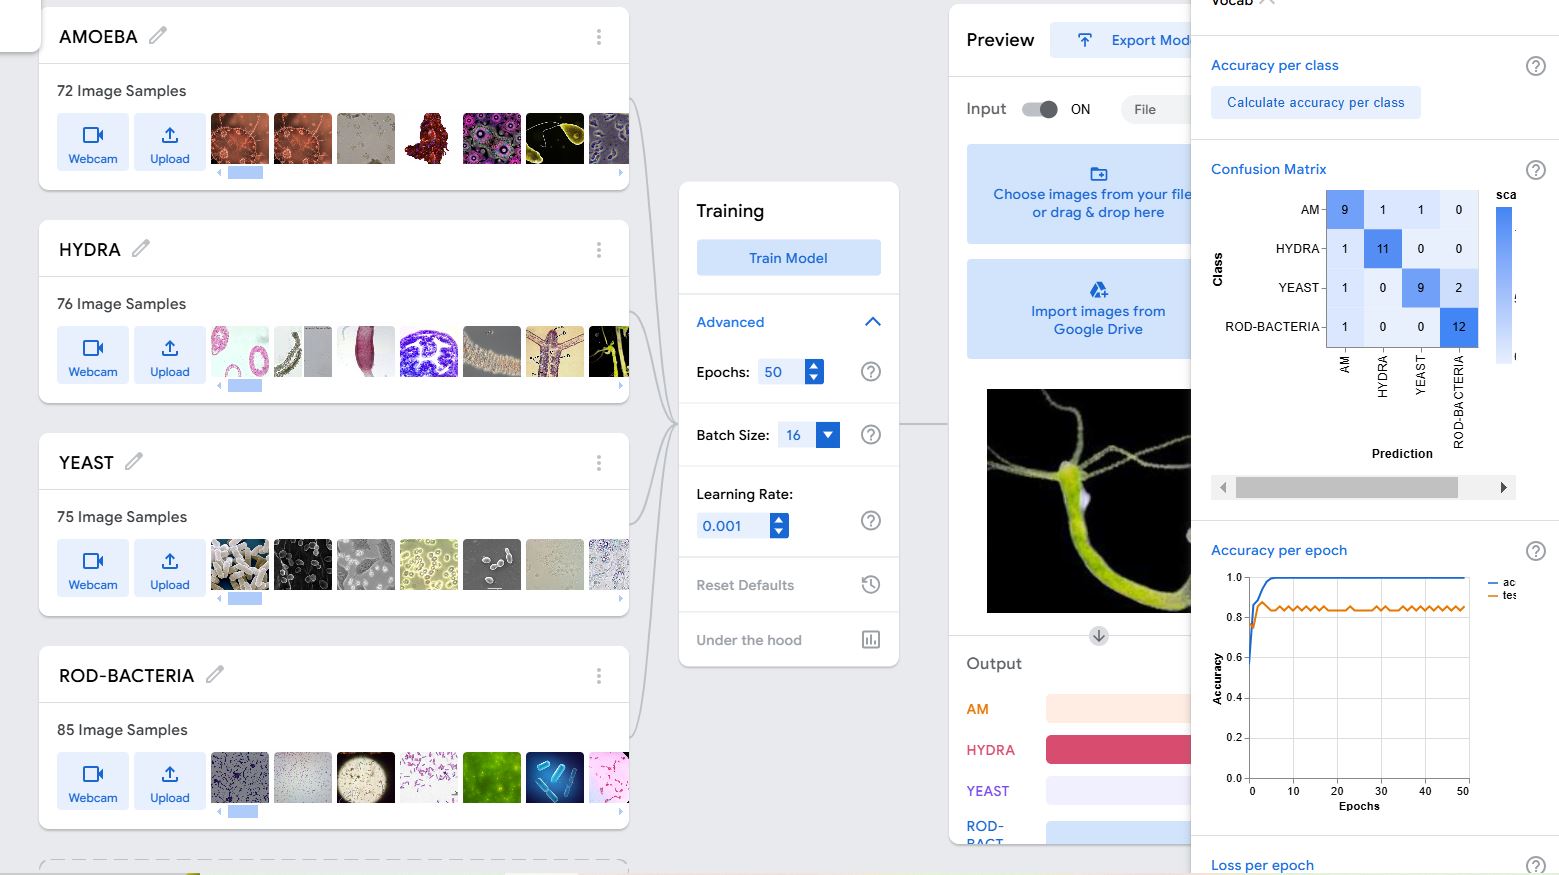 AMOEBA
72 Image Samples
Webcam
Upload
HYDRA
76 Image Samples
Webcam
Upload
YEAST
75 Image Samples
Webcam
Upload
ROD-BACTERIA
85 Image Samples
Webcam
Upload
Training
Train Model
Advanced
Epochs: 50
Batch Size: 16
Learning Rate:
0.001
Reset Defaults
Under the hood
Preview
Export Mod
Input ON File
Choose images from your file
or drag & drop here
Import images from
Google Drive
Output
AM
HYDRA
YEAST
ROD-
BACT
Vocab
Accuracy per class
Calculate accuracy per class
Confusion Matrix
sca
Class
AM 9 1 1 0
HYDRA 1 11 0 0
YEAST 1 0 9 2
ROD-BACTERIA 1 0 0 12
AM HYDRA YEAST ROD-BACTERIA
Prediction
Accuracy per epoch
ac
tes
Accuracy
1.0
0.8
0.6
0.4
0.2
0.0
0 10 20 30 40 50
Epochs
Loss per epoch